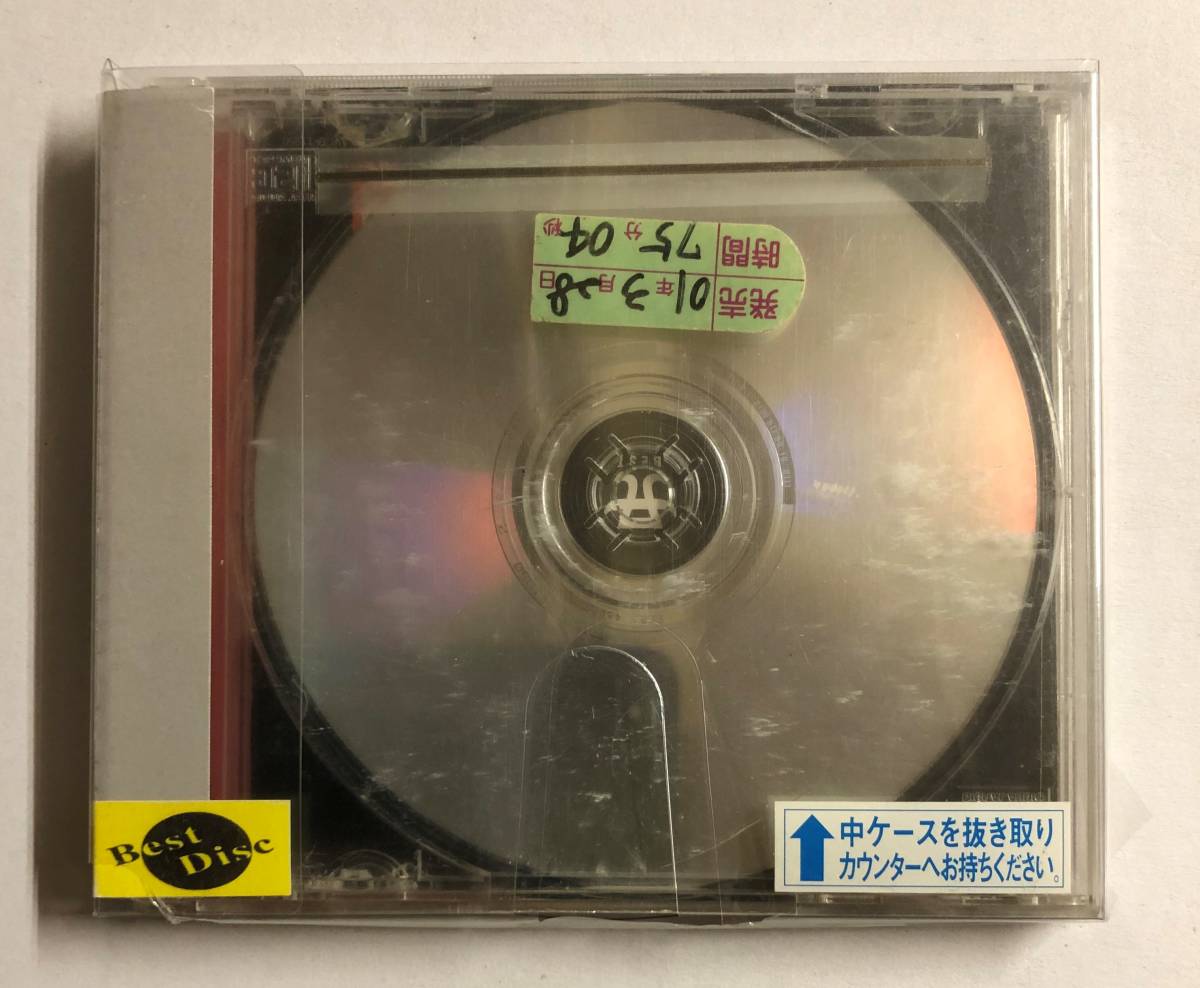 時間 75分04秒
発売 01年3月28日
BEST
Best
Disc
中ケースを抜き取り
カウンターへお持ちください。